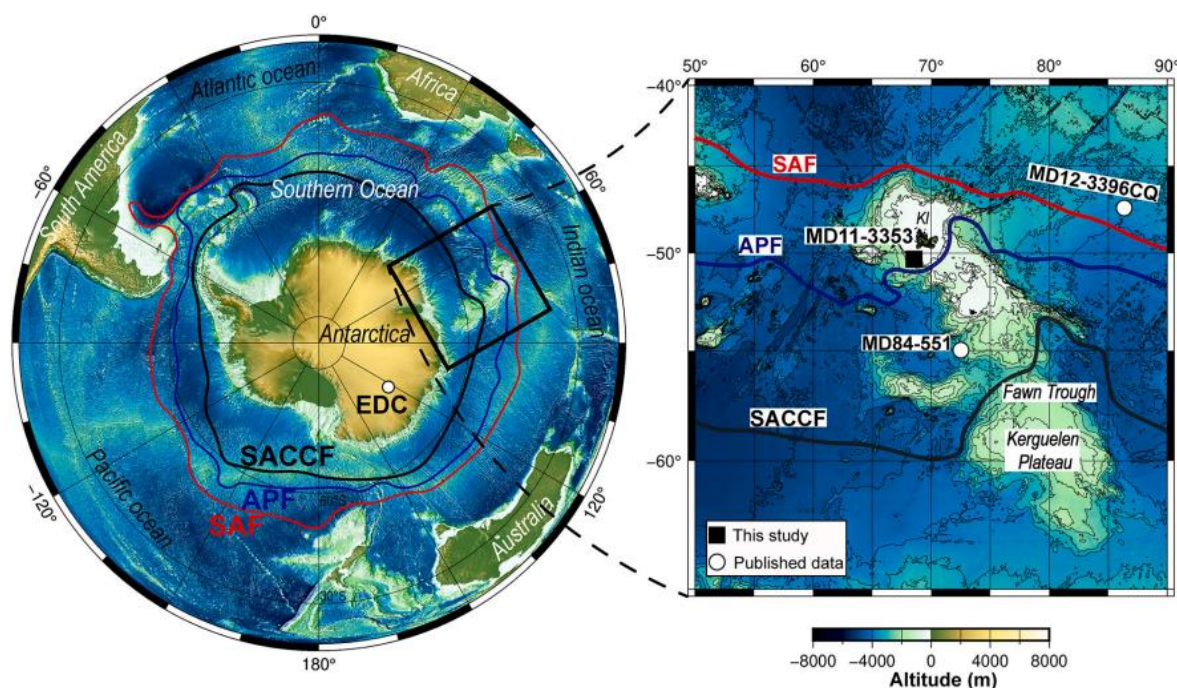 0°
Atlantic ocean
Africa
−60°
South America
60°
Southern Ocean
Indian ocean
Antarctica
EDC
SACCF
APF
60°S
SAF
Pacific ocean
−120°
Australia
120°
30°S
180°
50° 60° 70° 80° 90°
−40°
SAF
MD12-3396CQ
KI
MD11-3353
−50°
APF
MD84-551
Fawn Trough
SACCF
Kerguelen
Plateau
−60°
This study
Published data
−8000 −4000 0 4000 8000
Altitude (m)